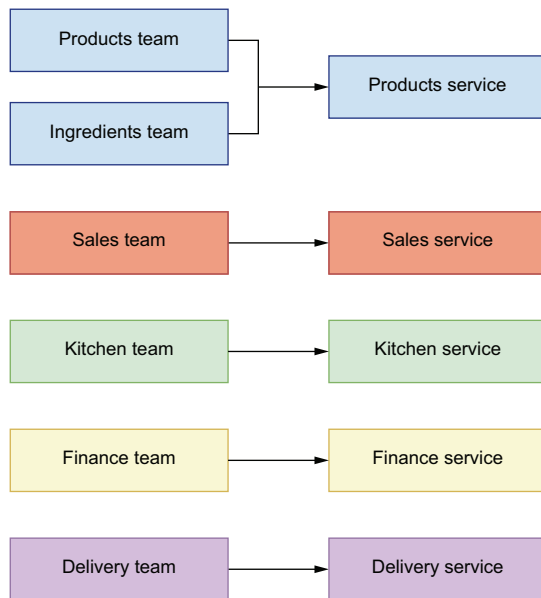 Products team
Products service
Ingredients team
Sales team
Sales service
Kitchen team
Kitchen service
Finance team
Finance service
Delivery team
Delivery service